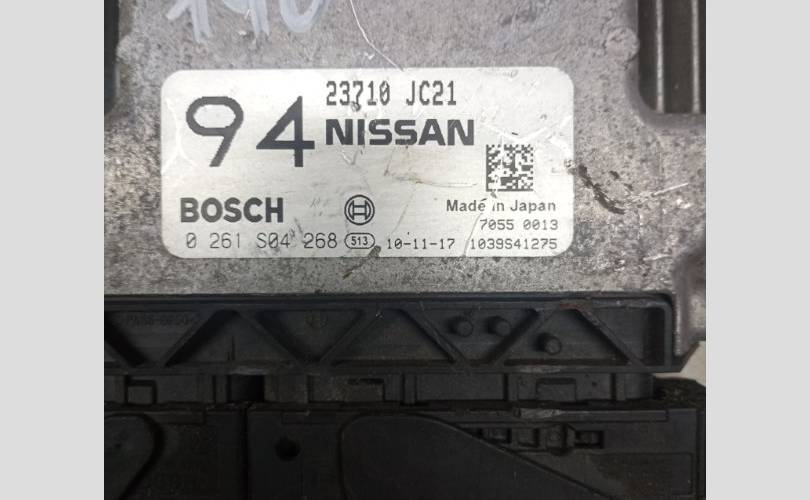 140
23710 JC21
94 NISSAN
BOSCH
Made in Japan
7055 0013
0 261 S04 268 513 10-11-17 1039S41275